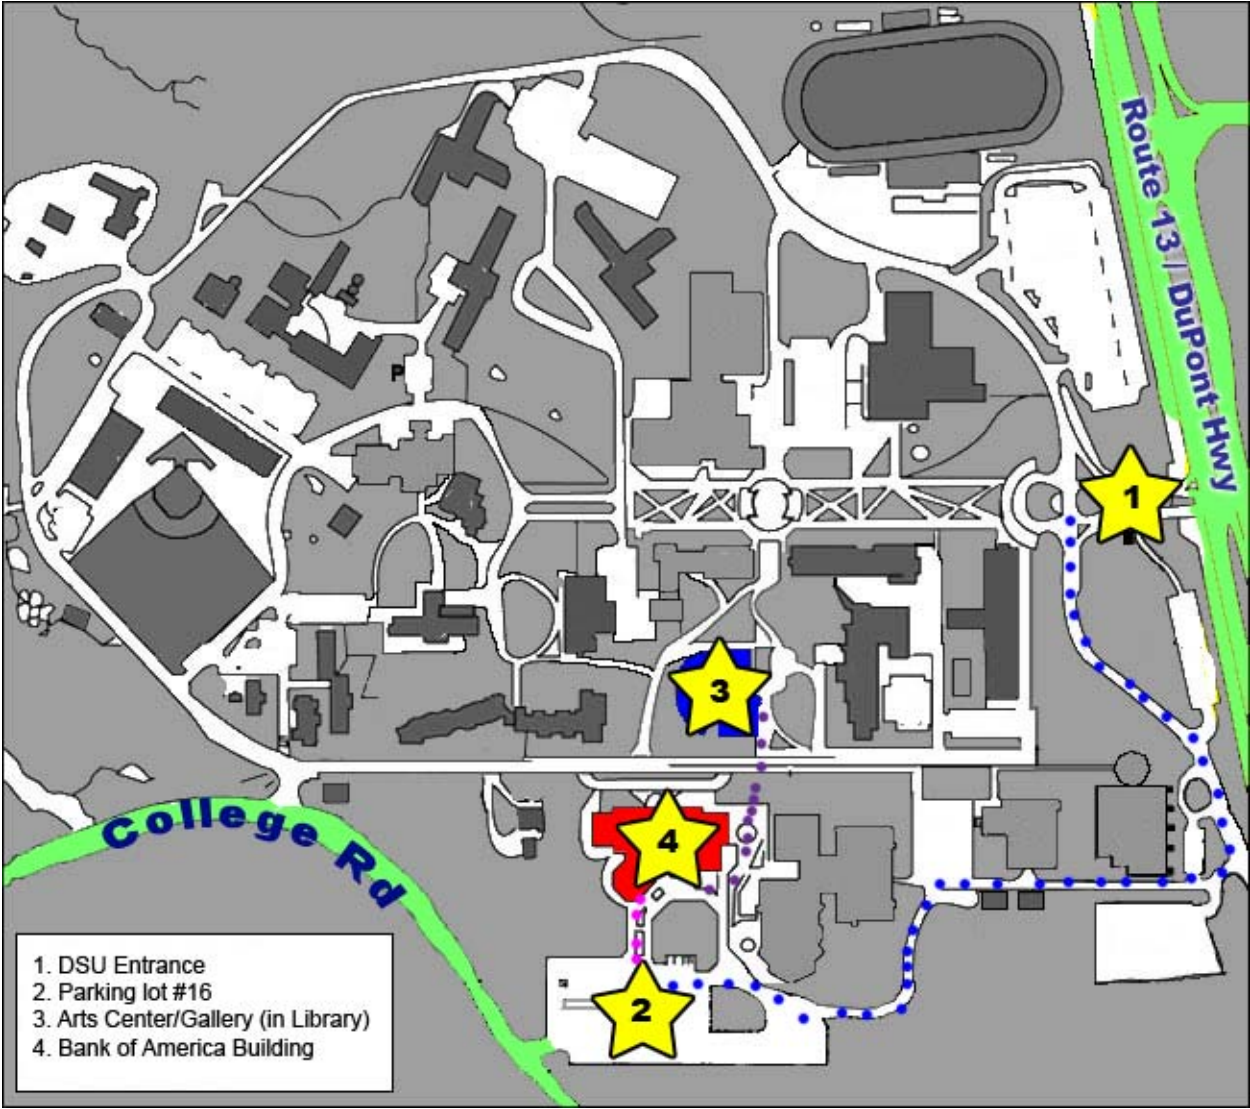 Route 13 / DuPont Hwy
P
1
3
4
College Rd
2
1. DSU Entrance
2. Parking lot #16
3. Arts Center/Gallery (in Library)
4. Bank of America Building